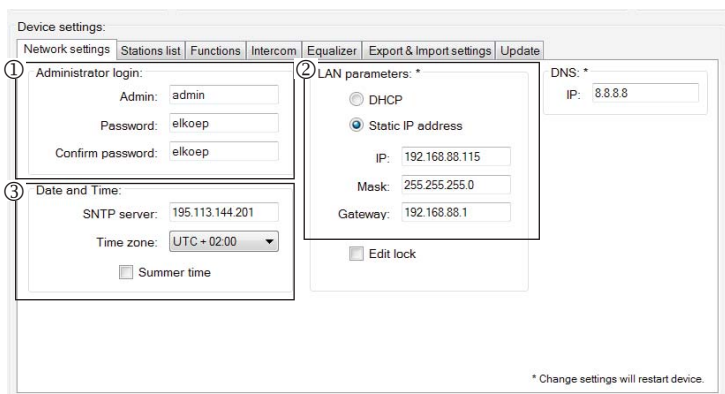 Device settings:
Network settings Stations list Functions Intercom Equalizer Export & Import settings Update
① Administrator login:
Admin: admin
Password: elkoep
Confirm password: elkoep
② LAN parameters: *
DHCP
Static IP address
IP: 192.168.88.115
Mask: 255.255.255.0
Gateway: 192.168.88.1
Edit lock
DNS: *
IP: 8.8.8.8
③ Date and Time:
SNTP server: 195.113.144.201
Time zone: UTC + 02:00
Summer time
* Change settings will restart device.